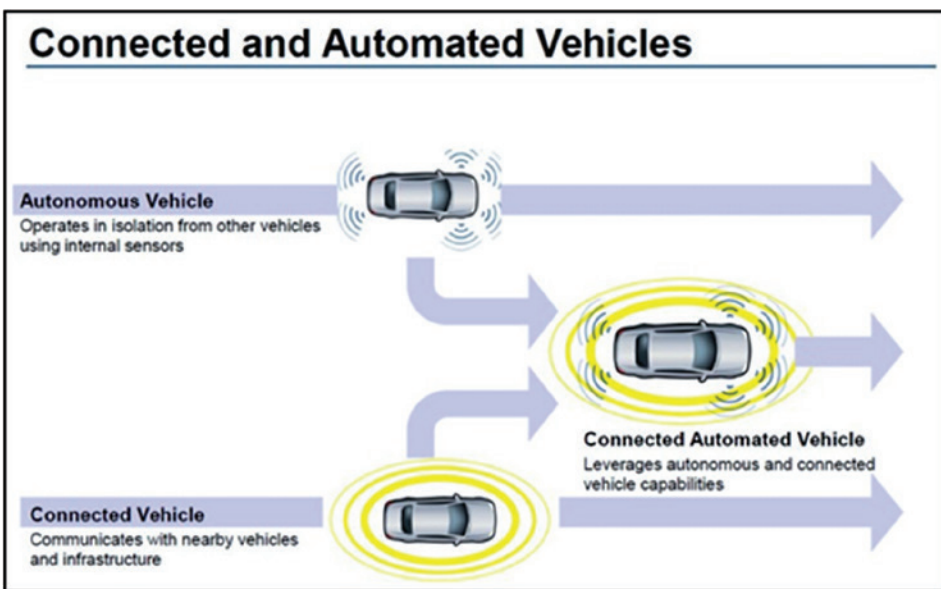 Connected and Automated Vehicles
Autonomous Vehicle
Operates in isolation from other vehicles
using internal sensors
Connected Automated Vehicle
Leverages autonomous and connected
vehicle capabilities
Connected Vehicle
Communicates with nearby vehicles
and infrastructure